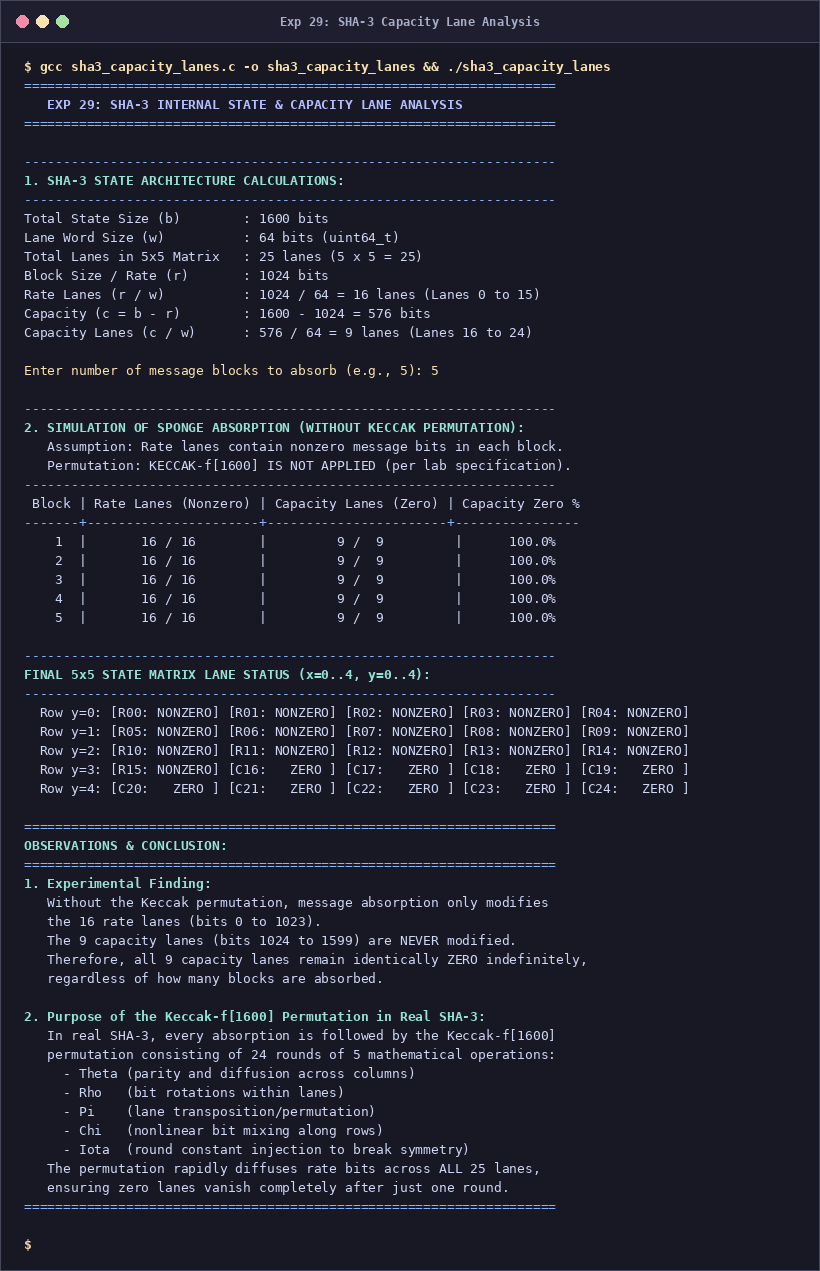 Exp 29: SHA-3 Capacity Lane Analysis
$ gcc sha3_capacity_lanes.c -o sha3_capacity_lanes && ./sha3_capacity_lanes
====================================================================
   EXP 29: SHA-3 INTERNAL STATE & CAPACITY LANE ANALYSIS
====================================================================

--------------------------------------------------------------------
1. SHA-3 STATE ARCHITECTURE CALCULATIONS:
--------------------------------------------------------------------
Total State Size (b)        : 1600 bits
Lane Word Size (w)          : 64 bits (uint64_t)
Total Lanes in 5x5 Matrix   : 25 lanes (5 x 5 = 25)
Block Size / Rate (r)       : 1024 bits
Rate Lanes (r / w)          : 1024 / 64 = 16 lanes (Lanes 0 to 15)
Capacity (c = b - r)        : 1600 - 1024 = 576 bits
Capacity Lanes (c / w)      : 576 / 64 = 9 lanes (Lanes 16 to 24)

Enter number of message blocks to absorb (e.g., 5): 5

--------------------------------------------------------------------
2. SIMULATION OF SPONGE ABSORPTION (WITHOUT KECCAK PERMUTATION):
   Assumption: Rate lanes contain nonzero message bits in each block.
   Permutation: KECCAK-f[1600] IS NOT APPLIED (per lab specification).
--------------------------------------------------------------------
 Block | Rate Lanes (Nonzero) | Capacity Lanes (Zero) | Capacity Zero %
-------+----------------------+-----------------------+----------------
    1  |       16 / 16        |         9 /  9         |      100.0%
    2  |       16 / 16        |         9 /  9         |      100.0%
    3  |       16 / 16        |         9 /  9         |      100.0%
    4  |       16 / 16        |         9 /  9         |      100.0%
    5  |       16 / 16        |         9 /  9         |      100.0%

--------------------------------------------------------------------
FINAL 5x5 STATE MATRIX LANE STATUS (x=0..4, y=0..4):
--------------------------------------------------------------------
  Row y=0: [R00: NONZERO] [R01: NONZERO] [R02: NONZERO] [R03: NONZERO] [R04: NONZERO]
  Row y=1: [R05: NONZERO] [R06: NONZERO] [R07: NONZERO] [R08: NONZERO] [R09: NONZERO]
  Row y=2: [R10: NONZERO] [R11: NONZERO] [R12: NONZERO] [R13: NONZERO] [R14: NONZERO]
  Row y=3: [R15: NONZERO] [C16:   ZERO ] [C17:   ZERO ] [C18:   ZERO ] [C19:   ZERO ]
  Row y=4: [C20:   ZERO ] [C21:   ZERO ] [C22:   ZERO ] [C23:   ZERO ] [C24:   ZERO ]

====================================================================
OBSERVATIONS & CONCLUSION:
====================================================================
1. Experimental Finding:
   Without the Keccak permutation, message absorption only modifies
   the 16 rate lanes (bits 0 to 1023).
   The 9 capacity lanes (bits 1024 to 1599) are NEVER modified.
   Therefore, all 9 capacity lanes remain identically ZERO indefinitely,
   regardless of how many blocks are absorbed.

2. Purpose of the Keccak-f[1600] Permutation in Real SHA-3:
   In real SHA-3, every absorption is followed by the Keccak-f[1600]
   permutation consisting of 24 rounds of 5 mathematical operations:
     - Theta (parity and diffusion across columns)
     - Rho   (bit rotations within lanes)
     - Pi    (lane transposition/permutation)
     - Chi   (nonlinear bit mixing along rows)
     - Iota  (round constant injection to break symmetry)
   The permutation rapidly diffuses rate bits across ALL 25 lanes,
   ensuring zero lanes vanish completely after just one round.
====================================================================

$